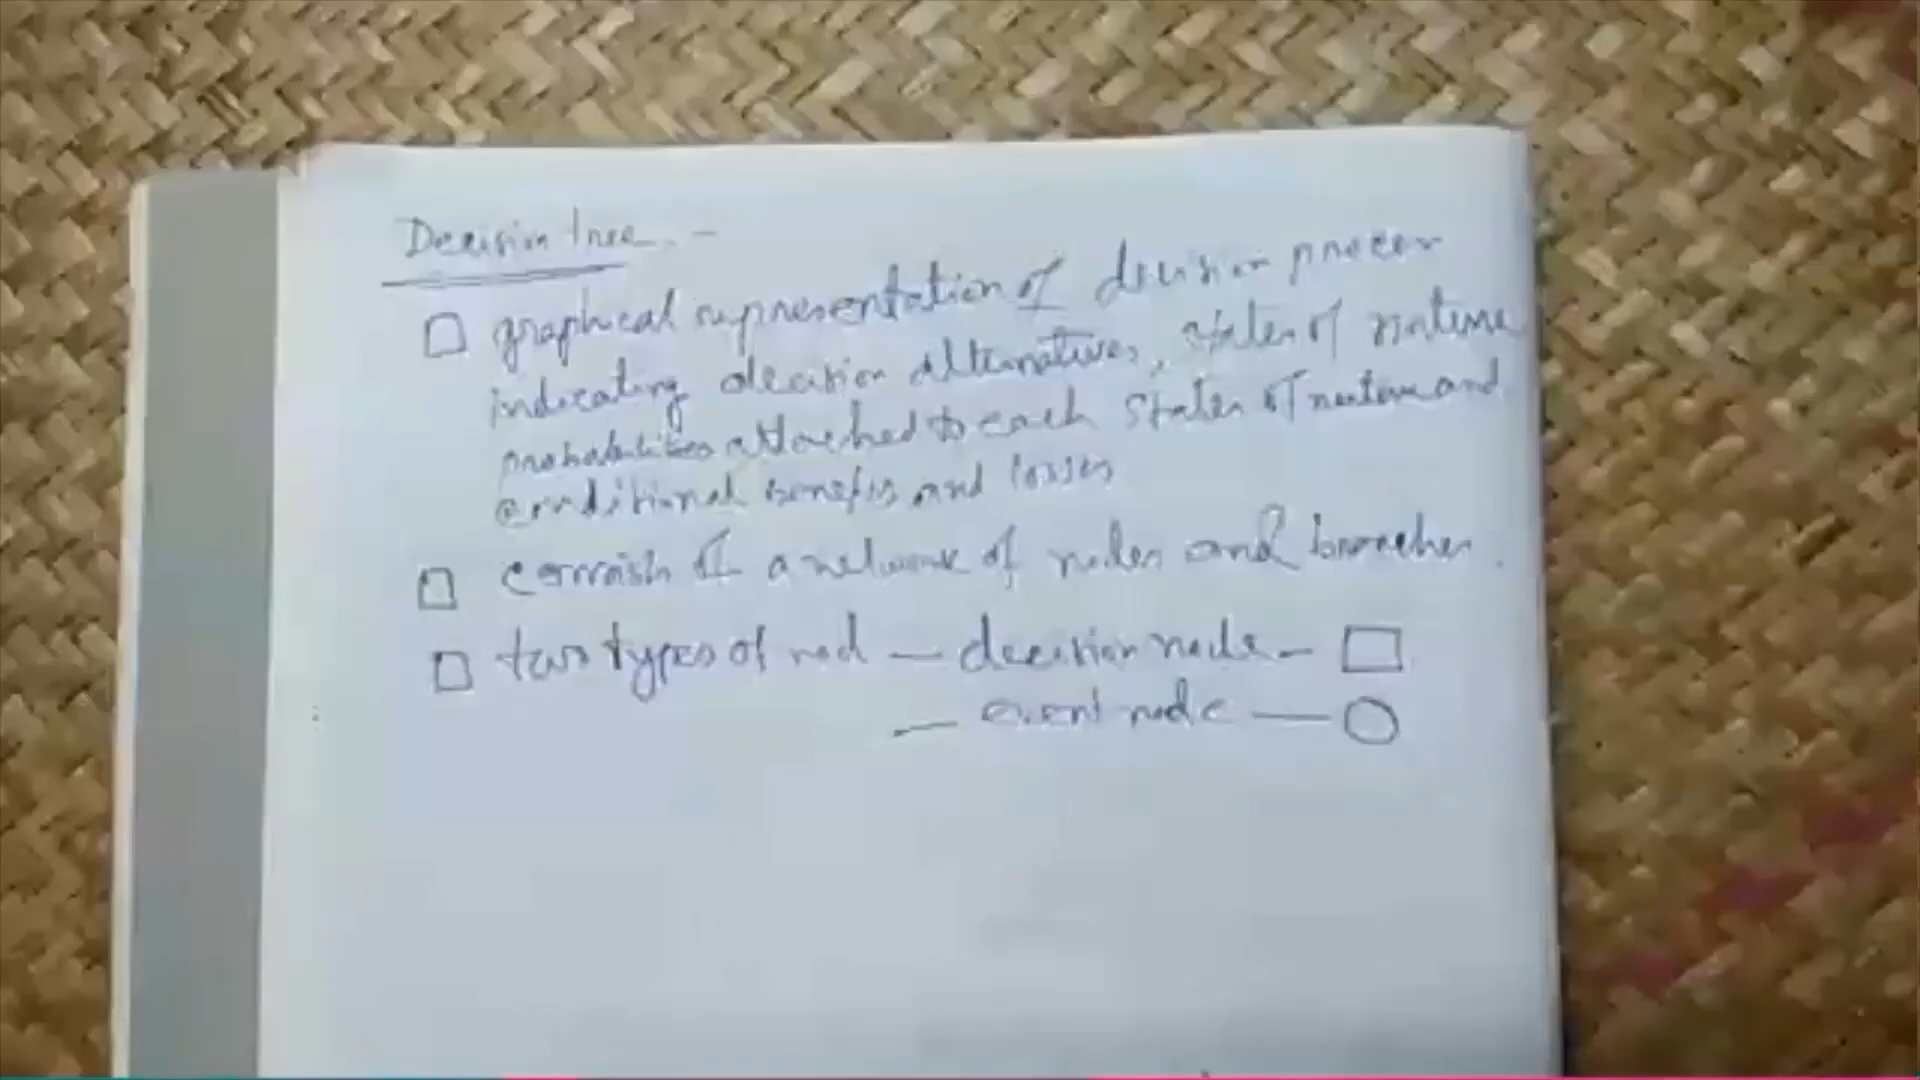 Decision tree. -
□ graphical representation of decision process
indicating decision alternatives, states of nature
probabilities attached to each states of nature and
conditional benefits and losses
□ consists of a network of nodes and branches.
□ two types of nod — decision node - □
— event node — ○